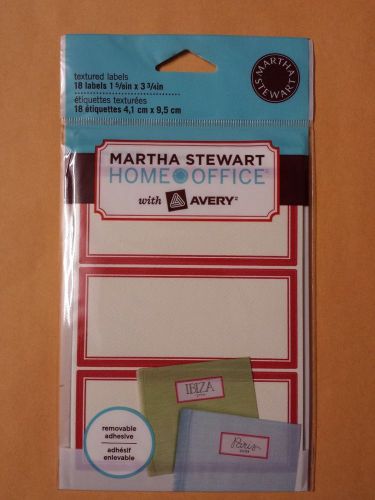 textured labels
18 labels 1 5/8in x 3 3/4in
étiquettes texturées
18 étiquettes 4,1 cm x 9,5 cm
MARTHA STEWART
MARTHA STEWART
HOME OFFICE
with AVERY
IBIZA
Paris
removable
adhesive
adhésif
enlevable